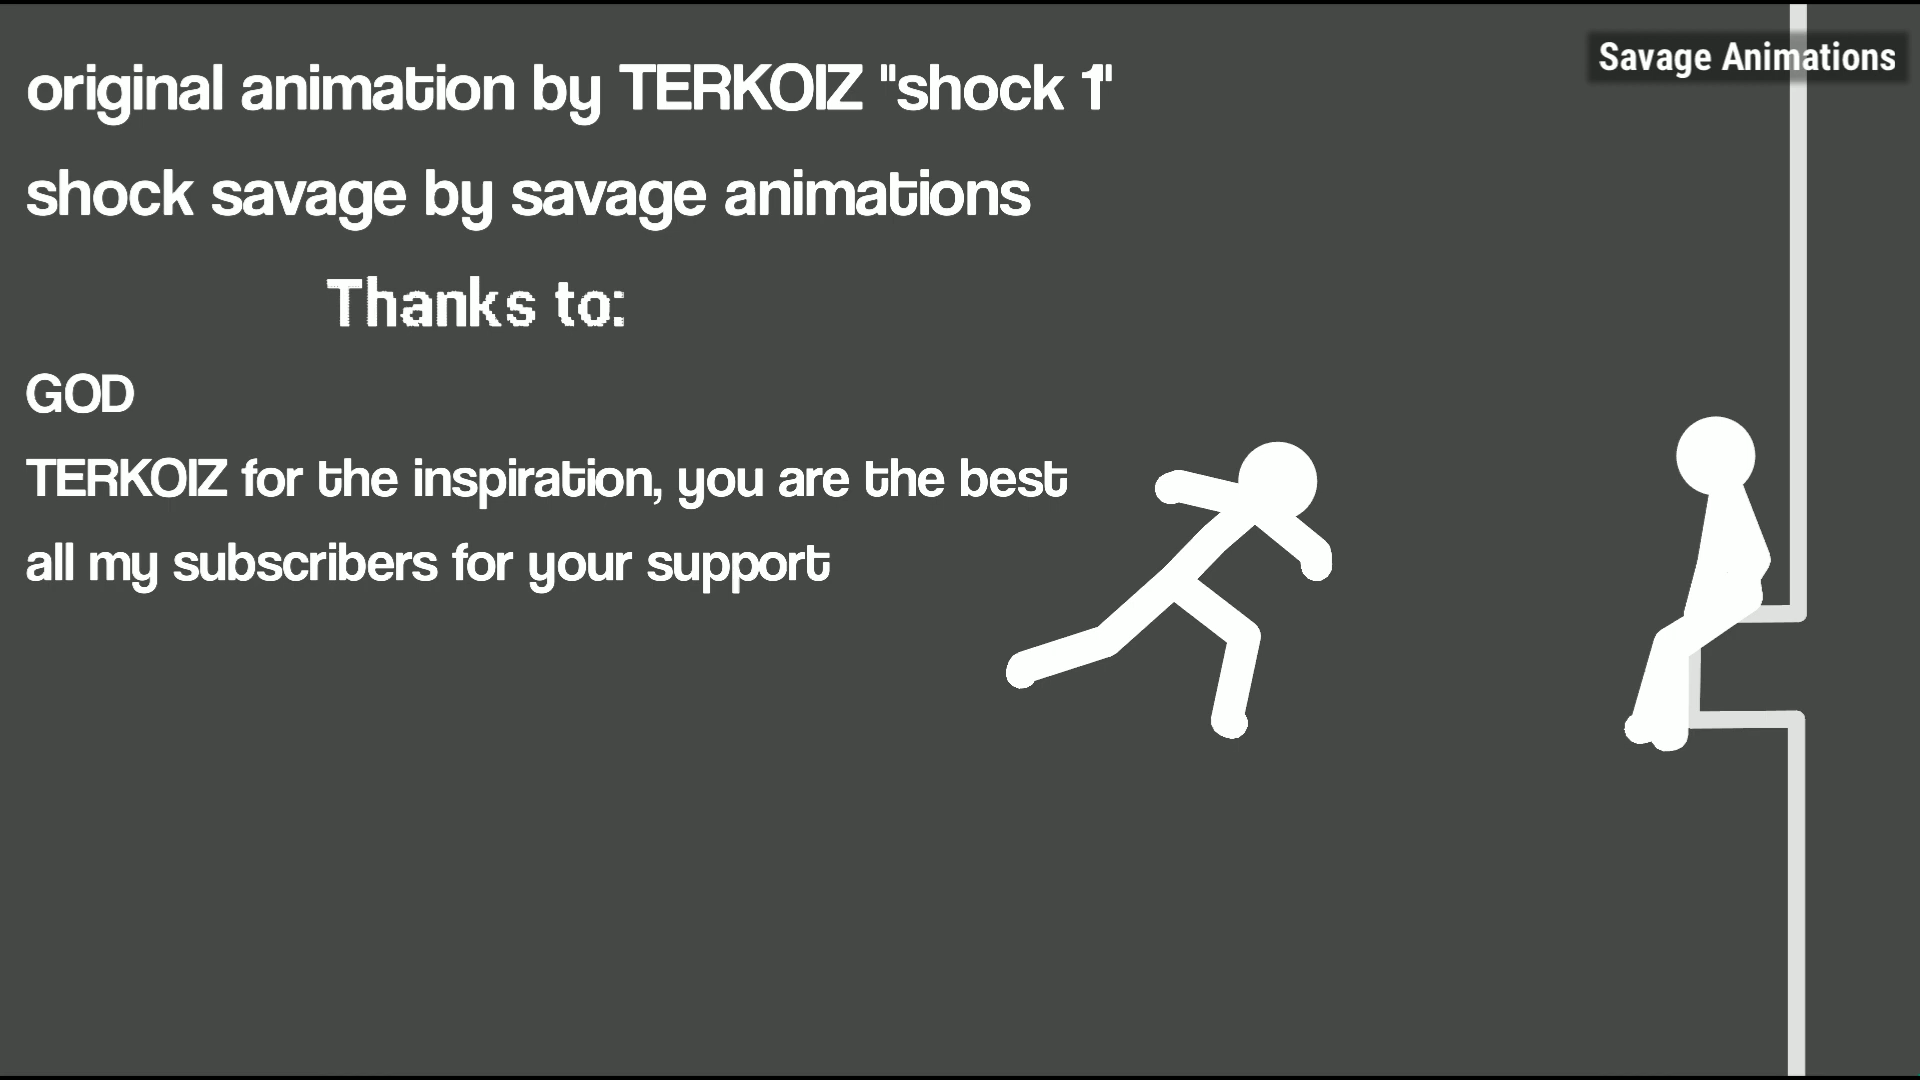 original animation by TERKOIZ "shock 1"
Savage Animations
shock savage by savage animations
Thanks to:
GOD
TERKOIZ for the inspiration, you are the best
all my subscribers for your support